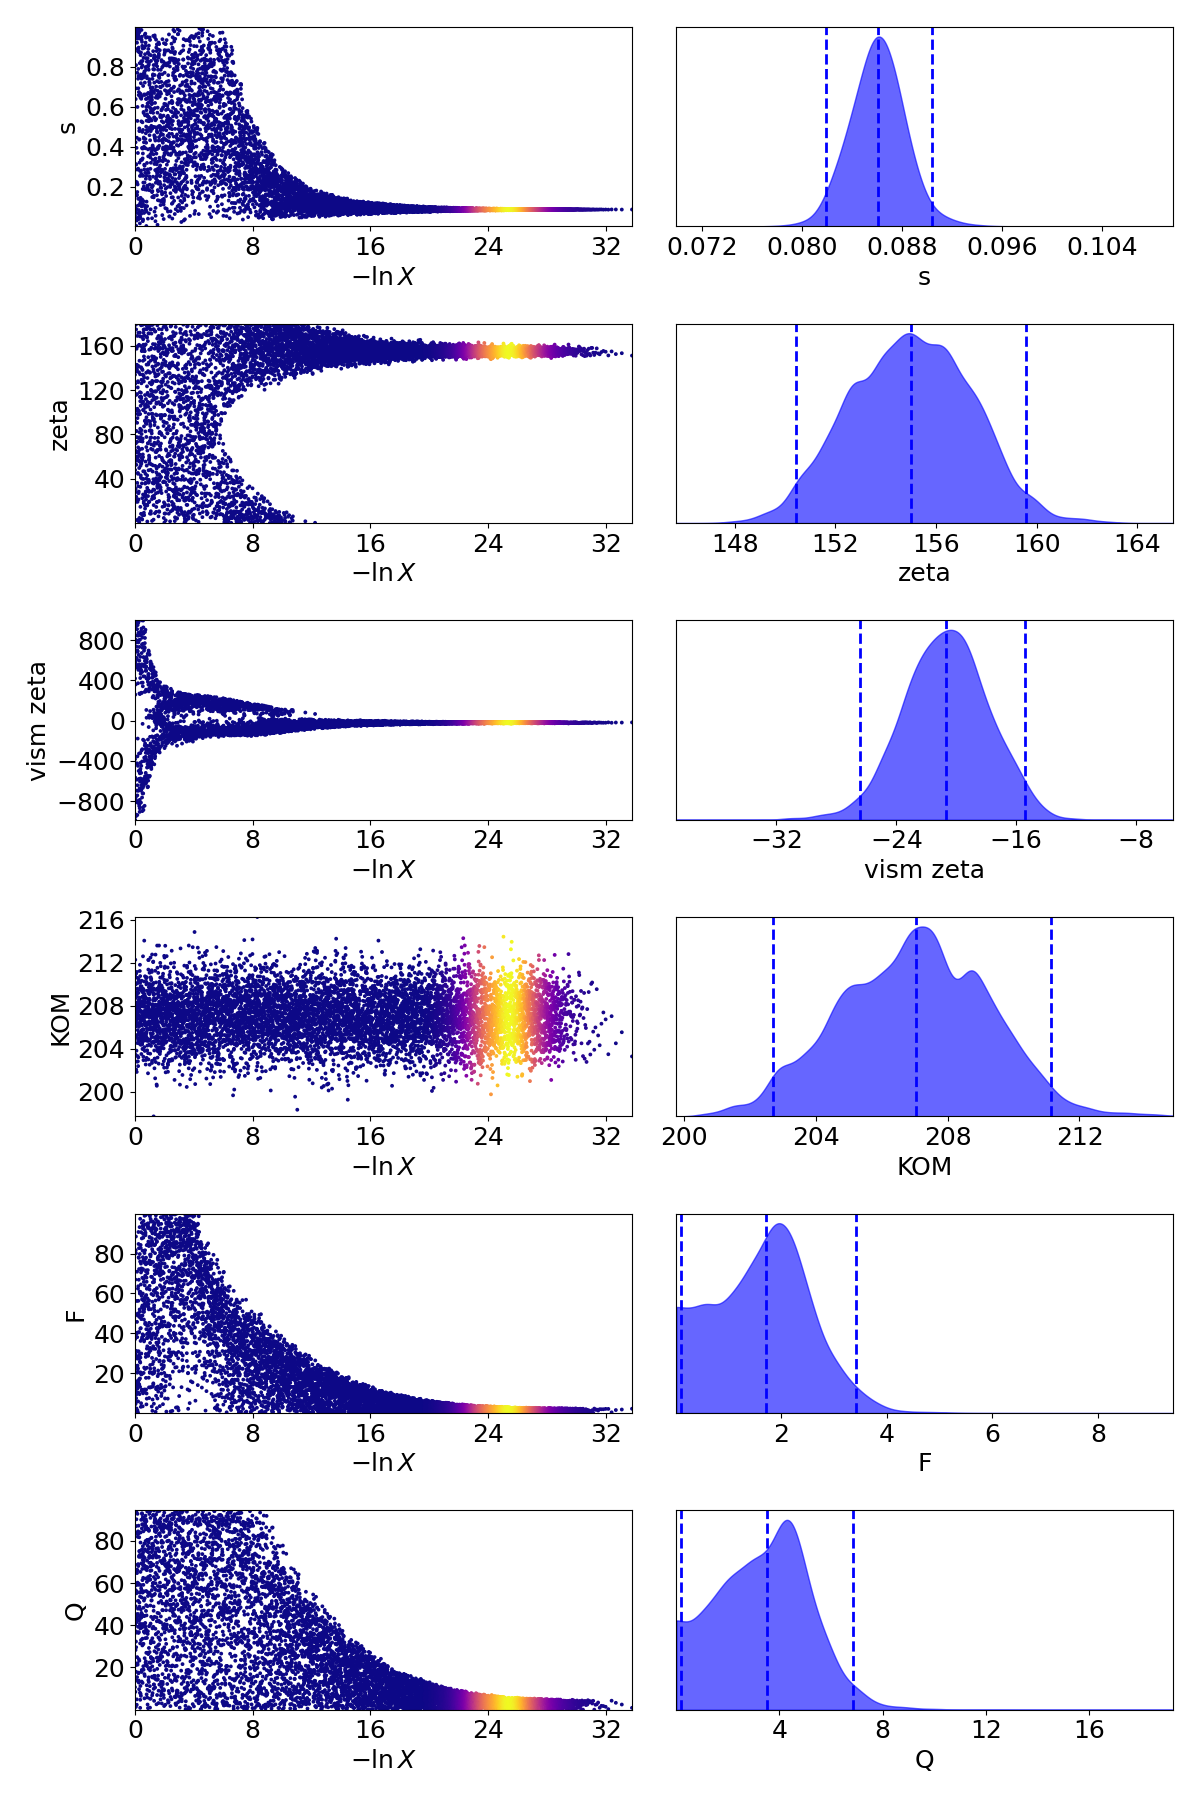 0.8
0.6
0.4
0.2
s
0 8 16 24 32
−ln X
0.072 0.080 0.088 0.096 0.104
s
160
120
80
40
zeta
0 8 16 24 32
−ln X
148 152 156 160 164
zeta
800
400
0
−400
−800
vism zeta
0 8 16 24 32
−ln X
−32 −24 −16 −8
vism zeta
216
212
208
204
200
KOM
0 8 16 24 32
−ln X
200 204 208 212
KOM
80
60
40
20
F
0 8 16 24 32
−ln X
2 4 6 8
F
80
60
40
20
Q
0 8 16 24 32
−ln X
4 8 12 16
Q